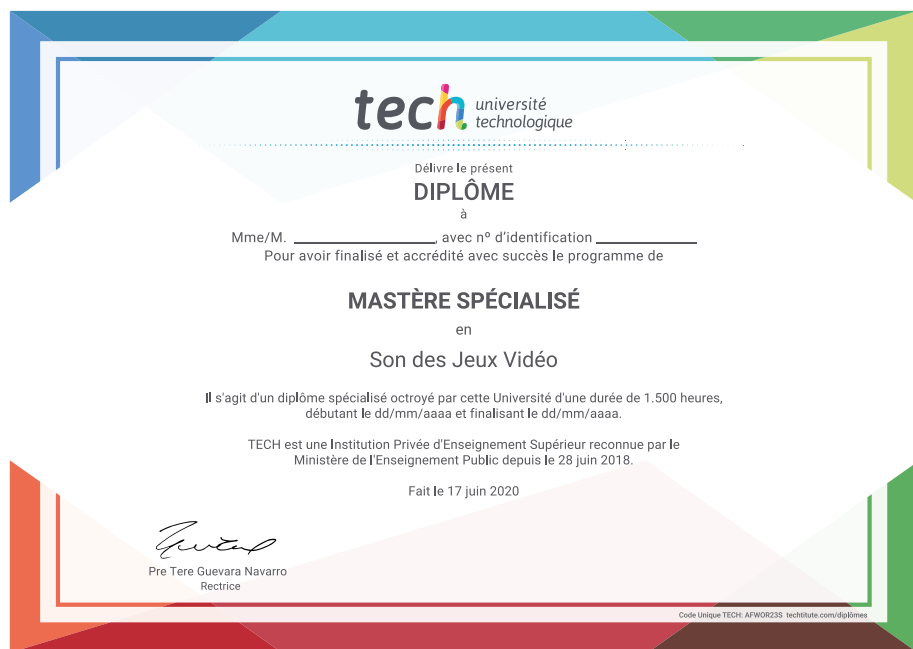 tech université
technologique
Délivre le présent
DIPLÔME
à
Mme/M. ____________________, avec nº d'identification ______________
Pour avoir finalisé et accrédité avec succès le programme de
MASTÈRE SPÉCIALISÉ
en
Son des Jeux Vidéo
Il s'agit d'un diplôme spécialisé octroyé par cette Université d'une durée de 1.500 heures,
débutant le dd/mm/aaaa et finalisant le dd/mm/aaaa.
TECH est une Institution Privée d'Enseignement Supérieur reconnue par le
Ministère de l'Enseignement Public depuis le 28 juin 2018.
Fait le 17 juin 2020
Pre Tere Guevara Navarro
Rectrice
Code Unique TECH: AFWOR23S techtitute.com/diplômes